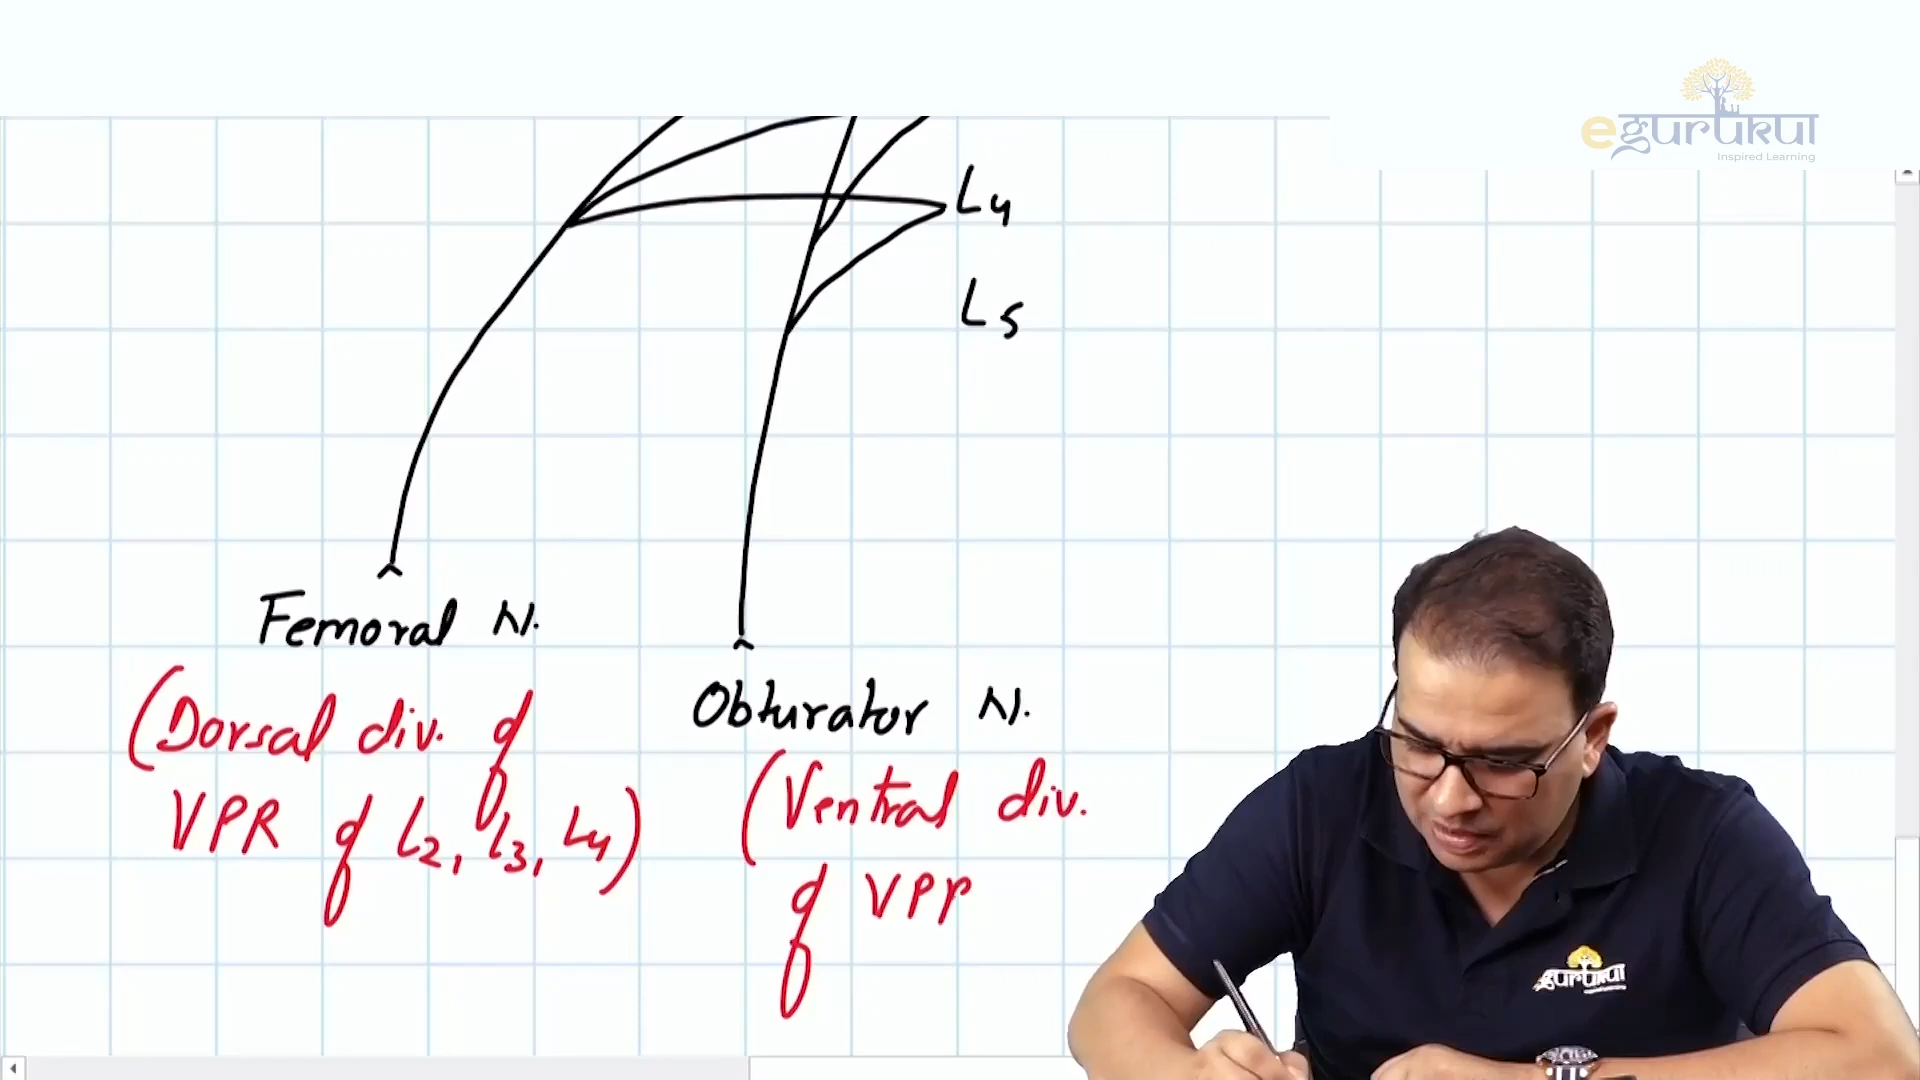 egurukul
Inspired Learning
L4
L5
Femoral N.
(Dorsal div. of
VPR of L2, L3, L4)
Obturator N.
(Ventral div.
of VPR
gurukul